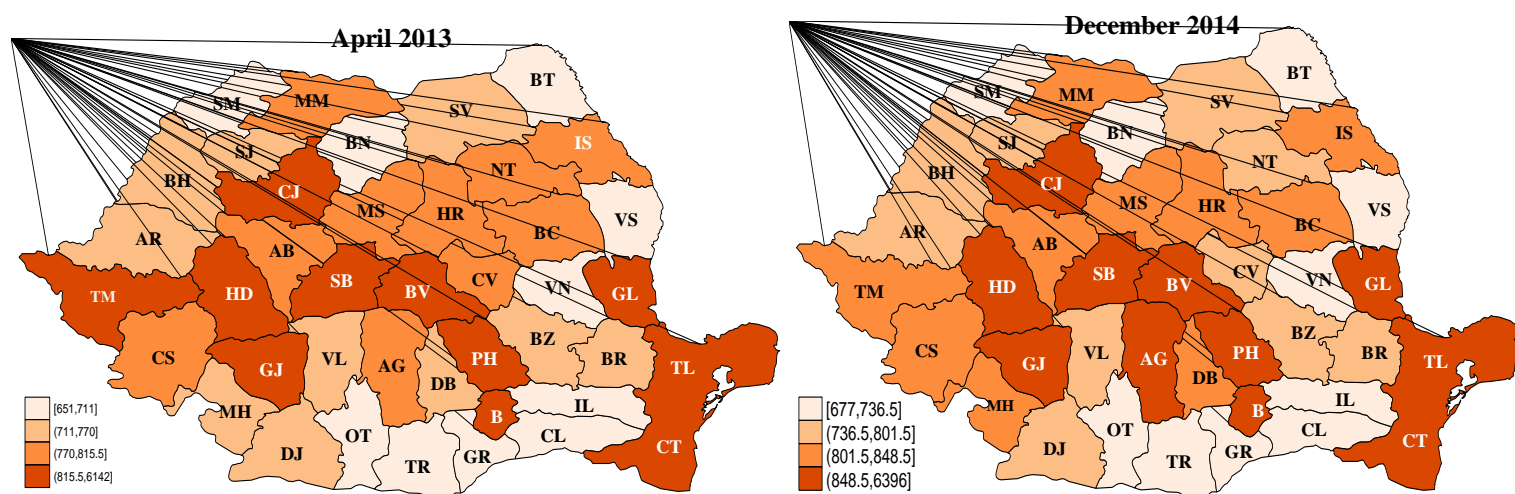 April 2013
BT
SM
MM
SV
BN
IS
SJ
NT
BH
CJ
MS
HR
VS
BC
AR
AB
SB
CV
VN
TM
HD
BV
GL
BZ
CS
GJ
VL
AG
PH
BR
TL
DB
MH
OT
B
IL
CL
CT
DJ
TR
GR
[651,711]
(711,770]
(770,815.5]
(815.5,6142]
December 2014
BT
SM
MM
SV
BN
IS
SJ
NT
BH
CJ
MS
HR
VS
BC
AR
AB
SB
CV
VN
TM
HD
BV
GL
BZ
CS
GJ
VL
AG
PH
BR
TL
DB
MH
OT
B
IL
CL
CT
DJ
TR
GR
[677,736.5]
(736.5,801.5]
(801.5,848.5]
(848.5,6396]